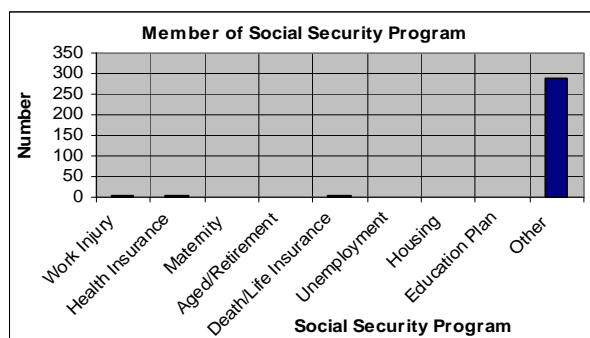 Member of Social Security Program
Number
350
300
250
200
150
100
50
0
Work Injury
Health Insurance
Maternity
Aged/Retirement
Death/Life Insurance
Unemployment
Housing
Education Plan
Other
Social Security Program